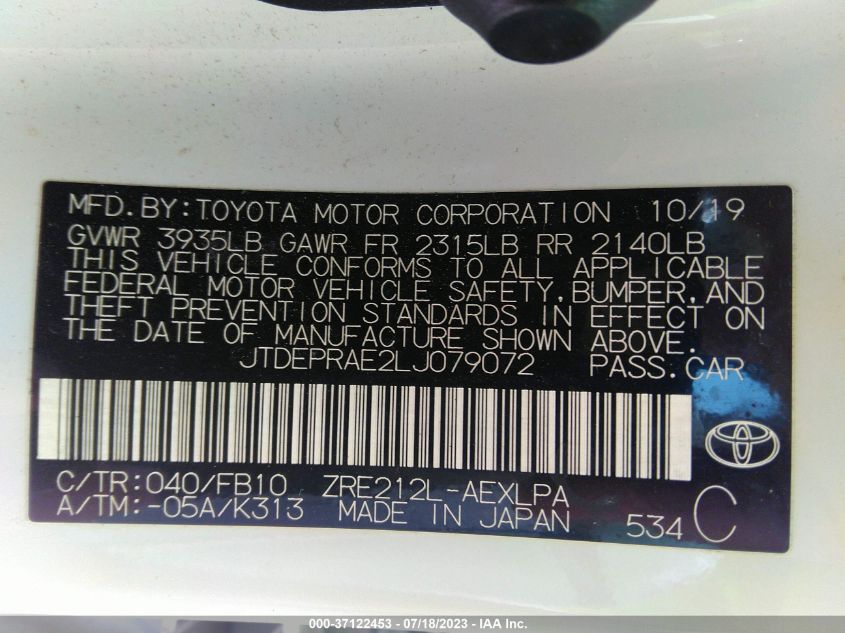 MFD.BY:TOYOTA MOTOR CORPORATION 10/19
GVWR 3935LB GAWR FR 2315LB RR 2140LB
THIS VEHICLE CONFORMS TO ALL APPLICABLE
FEDERAL MOTOR VEHICLE SAFETY,BUMPER,AND
THEFT PREVENTION STANDARDS IN EFFECT ON
THE DATE OF MANUFACTURE SHOWN ABOVE.
JTDEPRAE2LJ079072 PASS.CAR
C/TR:040/FB10 ZRE212L-AEXLPA
A/TM:-05A/K313 MADE IN JAPAN 534 C
000-37122453 - 07/18/2023 - IAA Inc.